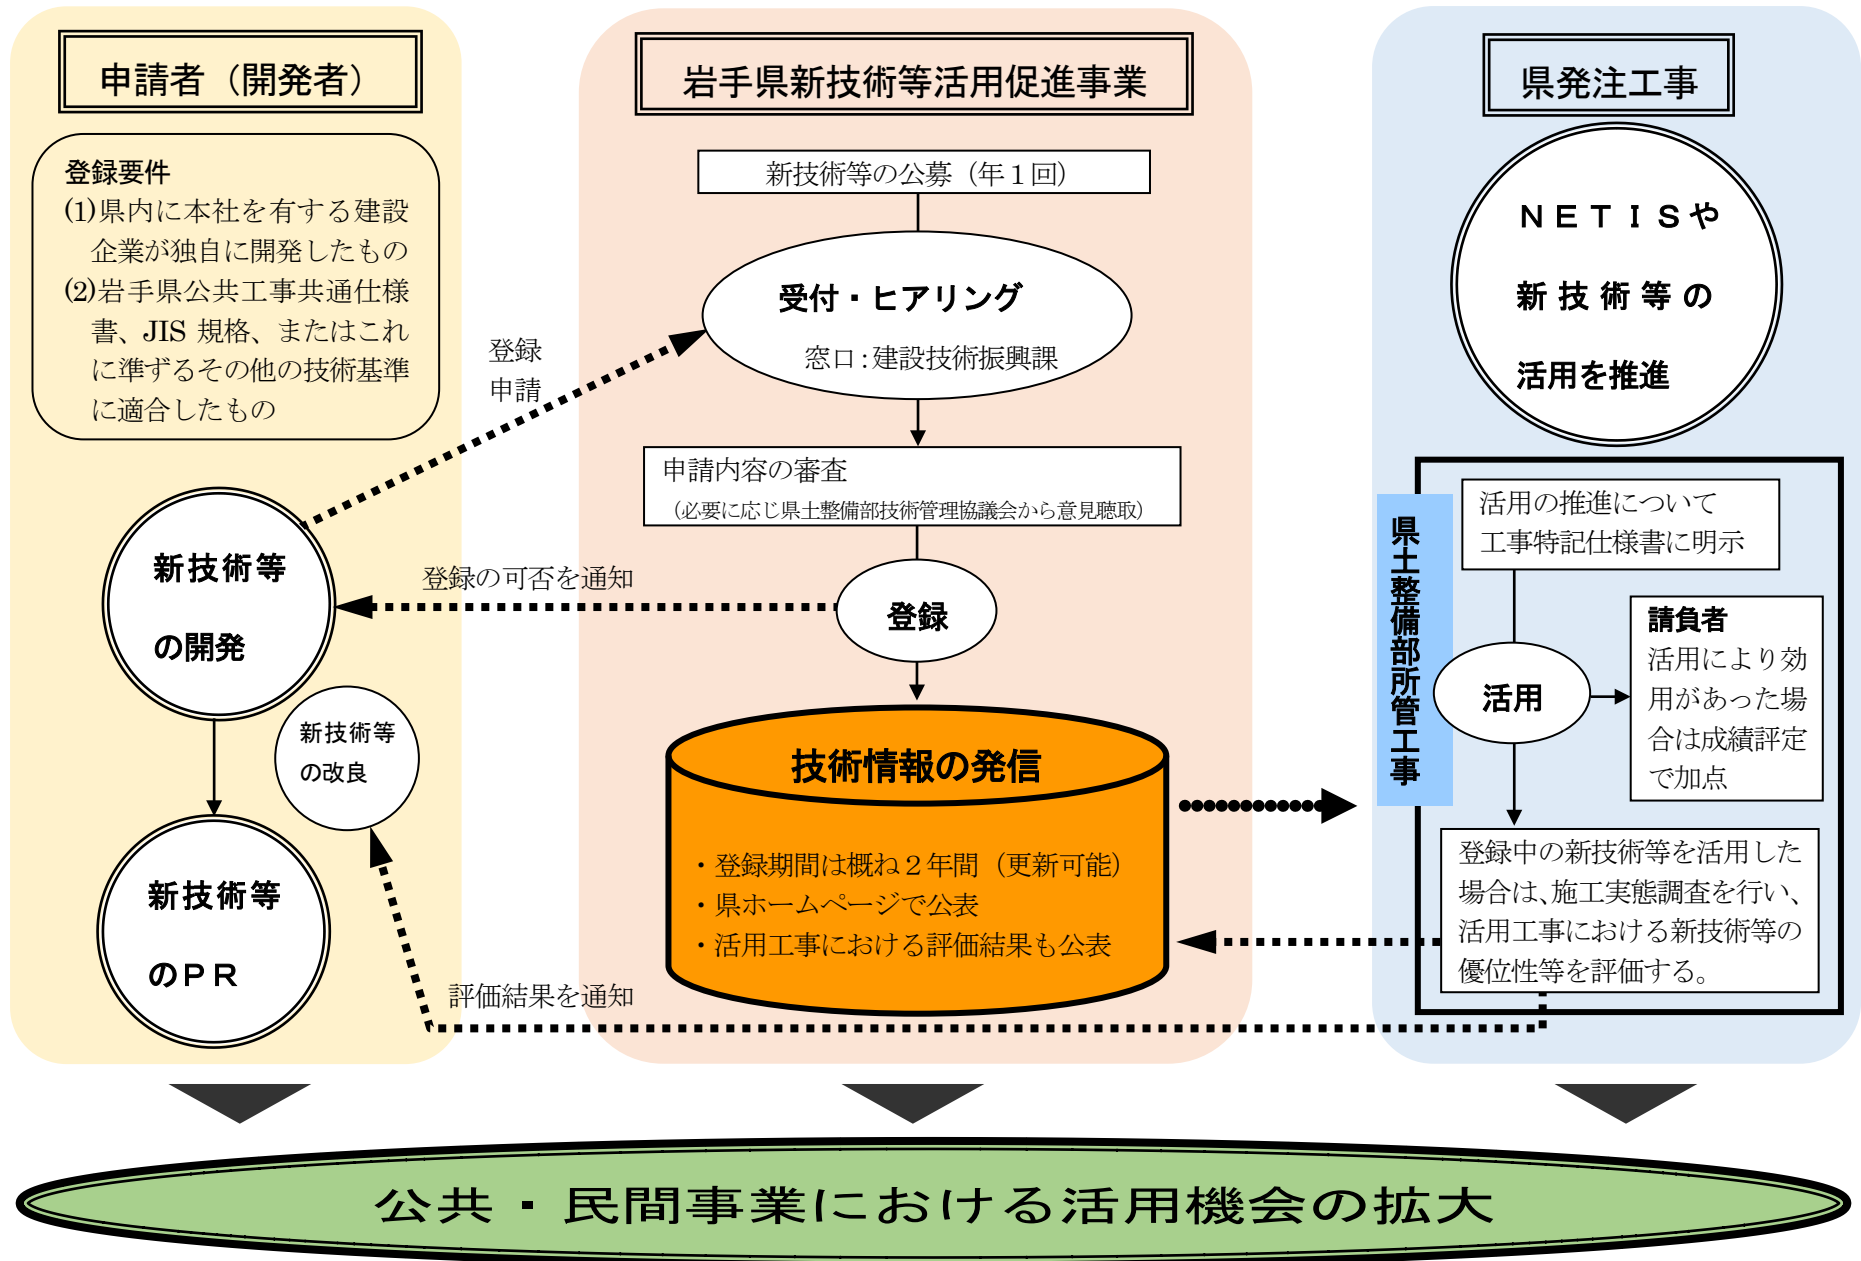 申請者（開発者）
登録要件
(1)県内に本社を有する建設
企業が独自に開発したもの
(2)岩手県公共工事共通仕様
書、JIS 規格、またはこれ
に準ずるその他の技術基準
に適合したもの
新技術等
の開発
新技術等
の改良
新技術等
のＰＲ
登録
申請
登録の可否を通知
評価結果を通知
岩手県新技術等活用促進事業
新技術等の公募（年１回）
受付・ヒアリング
窓口：建設技術振興課
申請内容の審査
（必要に応じ県土整備部技術管理協議会から意見聴取）
登録
技術情報の発信
・登録期間は概ね２年間（更新可能）
・県ホームページで公表
・活用工事における評価結果も公表
県発注工事
ＮＥＴＩＳや
新技術等の
活用を推進
県土整備部所管工事
活用の推進について
工事特記仕様書に明示
活用
請負者
活用により効
用があった場
合は成績評定
で加点
登録中の新技術等を活用した
場合は、施工実態調査を行い、
活用工事における新技術等の
優位性等を評価する。
公共・民間事業における活用機会の拡大